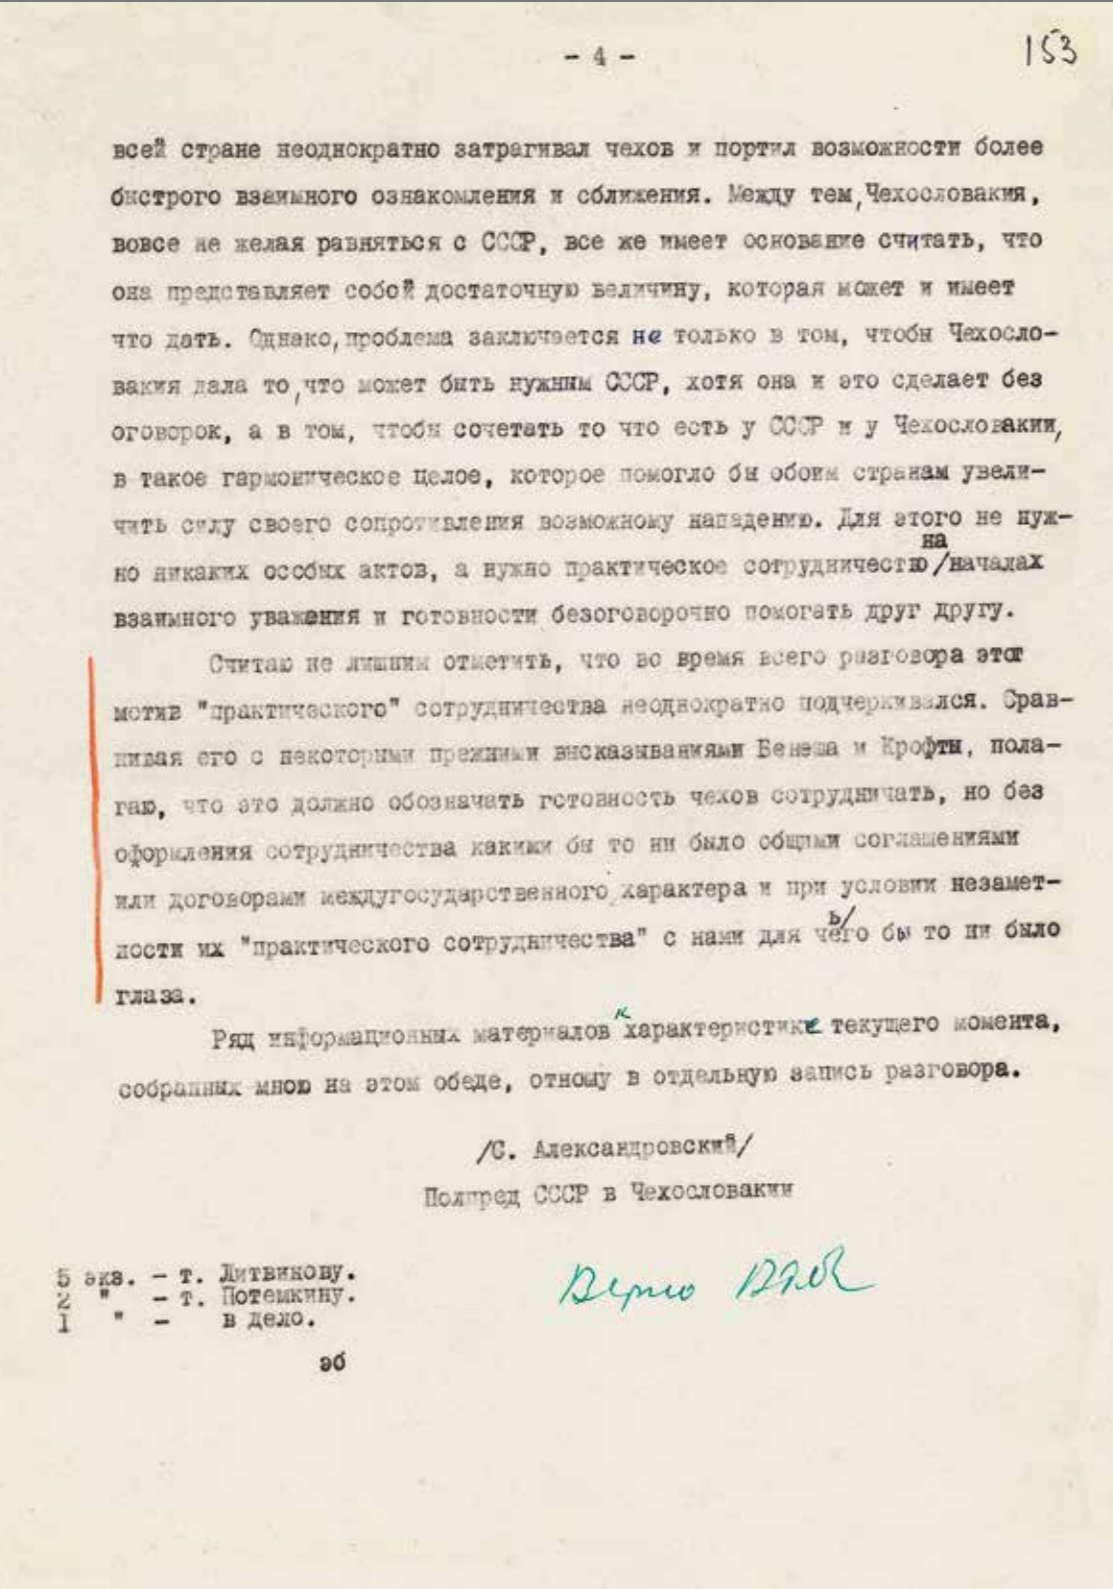 - 4 -
153
всей стране неоднократно затрагивал чехов и портил возможности более
быстрого взаимного ознакомления и сближения. Между тем, Чехословакия,
вовсе не желая равняться с СССР, все же имеет основание считать, что
она представляет собой достаточную величину, которая может и имеет
что дать. Однако, проблема заключается не только в том, чтобы Чехосло-
вакия дала то, что может быть нужным СССР, хотя она и это сделает без
оговорок, а в том, чтобы сочетать то что есть у СССР и у Чехословакии,
в такое гармоническое целое, которое помогло бы обоим странам увели-
чить силу своего сопротивления возможному нападению. Для этого не нуж-
но никаких особых актов, а нужно практическое сотрудничество /на началах
взаимного уважения и готовности безоговорочно помогать друг другу.
Считаю не лишним отметить, что во время всего разговора этот
мотив "практического" сотрудничества неоднократно подчеркивался. Срав-
нивая его с некоторыми прежними высказываниями Бенеша и Крофты, пола-
гаю, что это должно обозначать готовность чехов сотрудничать, но без
оформления сотрудничества какими бы то ни было общими соглашениями
или договорами междугосударственного характера и при условии незамет-
ности их "практического сотрудничества" с нами для чьего бы то ни было
глаза.
Ряд информационных материалов к характеристике текущего момента,
собранных мною на этом обеде, отношу в отдельную запись разговора.
/С. Александровский/
Полпред СССР в Чехословакии
5 экз. - т. Литвинову.
2 " - т. Потемкину.
1 " - в дело.
эб
Верно